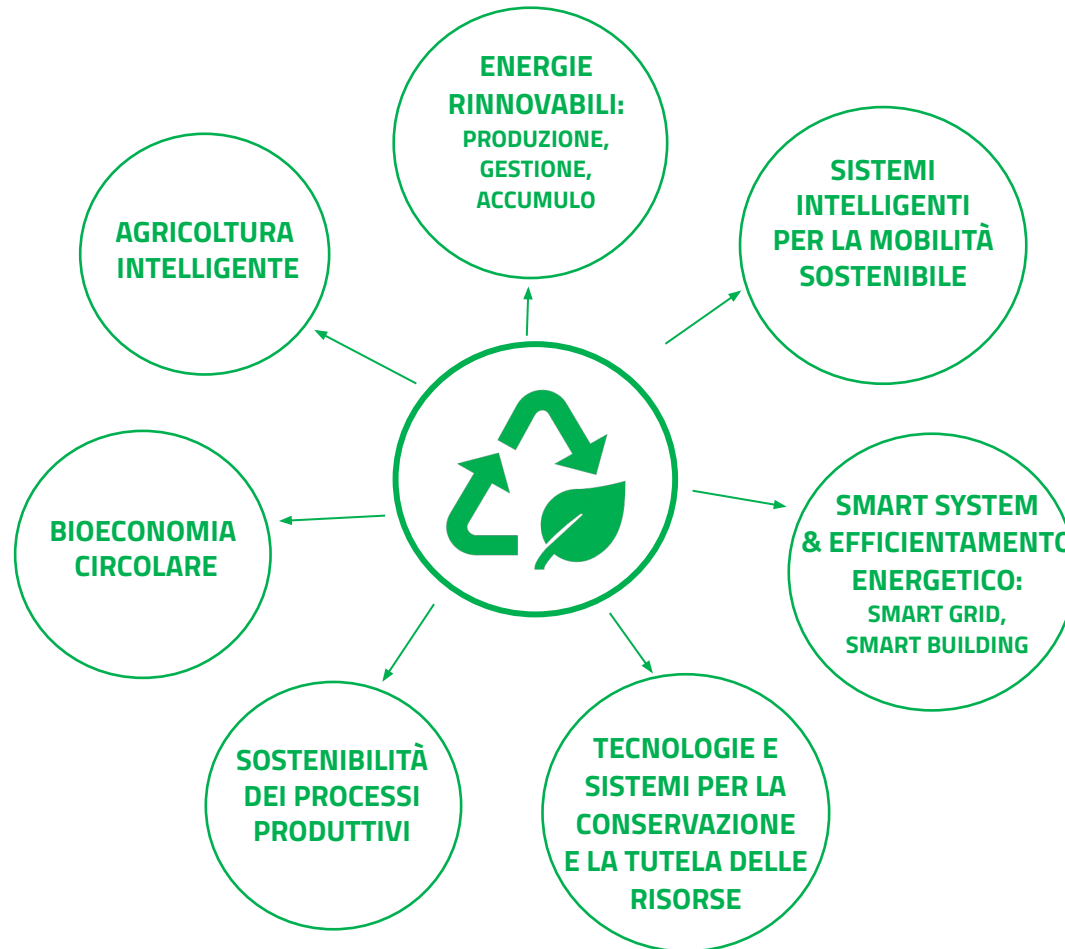 ENERGIE
RINNOVABILI:
PRODUZIONE,
GESTIONE,
ACCUMULO
SISTEMI
INTELLIGENTI
PER LA MOBILITÀ
SOSTENIBILE
SMART SYSTEM
& EFFICIENTAMENTO
ENERGETICO:
SMART GRID,
SMART BUILDING
TECNOLOGIE E
SISTEMI PER LA
CONSERVAZIONE
E LA TUTELA DELLE
RISORSE
SOSTENIBILITÀ
DEI PROCESSI
PRODUTTIVI
BIOECONOMIA
CIRCOLARE
AGRICOLTURA
INTELLIGENTE